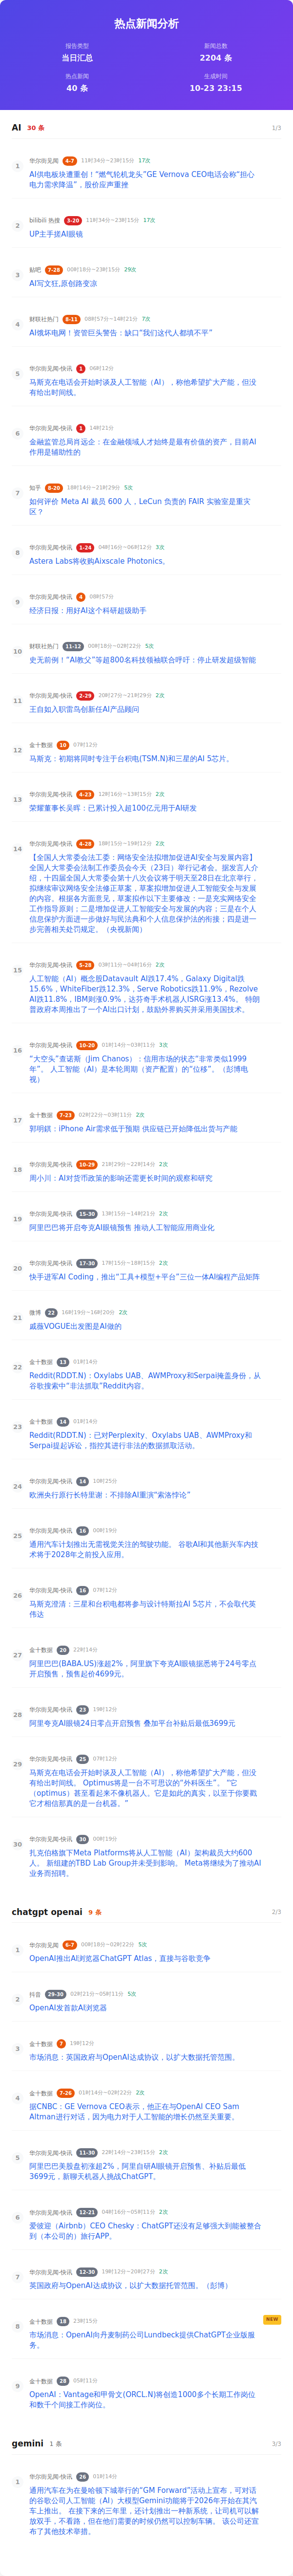 热点新闻分析
报告类型
当日汇总
新闻总数
2204 条
热点新闻
40 条
生成时间
10-23 23:15
AI 30 条 1/3
1 华尔街见闻 4-7 11时34分~23时15分 17次
AI供电板块遭重创！“燃气轮机龙头”GE Vernova CEO电话会称“担心
电力需求降温”，股价应声重挫
2 bilibili 热搜 3-20 11时34分~23时15分 17次
UP主手搓AI眼镜
3 贴吧 7-28 00时18分~23时15分 29次
AI写文狂,原创路变凉
4 财联社热门 8-11 08时57分~14时21分 7次
AI饿坏电网！资管巨头警告：缺口“我们这代人都填不平”
5 华尔街见闻-快讯 1 06时12分
马斯克在电话会开始时谈及人工智能（AI），称他希望扩大产能，但没
有给出时间线。
6 华尔街见闻-快讯 1 14时21分
金融监管总局肖远企：在金融领域人才始终是最有价值的资产，目前AI
作用是辅助性的
7 知乎 8-20 18时14分~21时29分 5次
如何评价 Meta AI 裁员 600 人，LeCun 负责的 FAIR 实验室是重灾
区？
8 华尔街见闻-快讯 1-24 04时16分~06时12分 3次
Astera Labs将收购Aixscale Photonics。
9 华尔街见闻-快讯 4 08时57分
经济日报：用好AI这个科研超级助手
10 财联社热门 11-12 00时18分~02时22分 5次
史无前例！“AI教父”等超800名科技领袖联合呼吁：停止研发超级智能
11 华尔街见闻-快讯 2-29 20时27分~21时29分 2次
王自如入职雷鸟创新任AI产品顾问
12 金十数据 10 07时12分
马斯克：初期将同时专注于台积电(TSM.N)和三星的AI 5芯片。
13 华尔街见闻-快讯 4-23 12时16分~13时15分 2次
荣耀董事长吴晖：已累计投入超100亿元用于AI研发
14 华尔街见闻-快讯 4-28 18时15分~19时12分 2次
【全国人大常委会法工委：网络安全法拟增加促进AI安全与发展内容】
全国人大常委会法制工作委员会今天（23日）举行记者会。据发言人介
绍，十四届全国人大常委会第十八次会议将于明天至28日在北京举行，
拟继续审议网络安全法修正草案，草案拟增加促进人工智能安全与发展
的内容。根据各方面意见，草案拟作以下主要修改：一是充实网络安全
工作指导原则；二是增加促进人工智能安全与发展的内容；三是在个人
信息保护方面进一步做好与民法典和个人信息保护法的衔接；四是进一
步完善相关处罚规定。（央视新闻）
15 华尔街见闻-快讯 5-28 03时11分~04时16分 2次
人工智能（AI）概念股Datavault AI跌17.4%，Galaxy Digital跌
15.6%，WhiteFiber跌12.3%，Serve Robotics跌11.9%，Rezolve
AI跌11.8%，IBM则涨0.9%，达芬奇手术机器人ISRG涨13.4%。 特朗
普政府本周推出了一个AI出口计划，鼓励外界购买并采用美国技术。
16 华尔街见闻-快讯 10-20 01时14分~03时11分 3次
“大空头”查诺斯（Jim Chanos）：信用市场的状态“非常类似1999
年”。 人工智能（AI）是本轮周期（资产配置）的“位移”。（彭博电
视）
17 金十数据 7-23 02时22分~03时11分 2次
郭明錤：iPhone Air需求低于预期 供应链已开始降低出货与产能
18 华尔街见闻-快讯 10-29 21时29分~22时14分 2次
周小川：AI对货币政策的影响还需更长时间的观察和研究
19 华尔街见闻-快讯 15-30 13时15分~14时21分 2次
阿里巴巴将开启夸克AI眼镜预售 推动人工智能应用商业化
20 华尔街见闻-快讯 17-30 17时15分~18时15分 2次
快手进军AI Coding，推出“工具+模型+平台”三位一体AI编程产品矩阵
21 微博 22 16时19分~16时20分 2次
戚薇VOGUE出发图是AI做的
22 金十数据 13 01时14分
Reddit(RDDT.N)：Oxylabs UAB、AWMProxy和Serpai掩盖身份，从
谷歌搜索中“非法抓取”Reddit内容。
23 金十数据 14 01时14分
Reddit(RDDT.N)：已对Perplexity、Oxylabs UAB、AWMProxy和
Serpai提起诉讼，指控其进行非法的数据抓取活动。
24 华尔街见闻-快讯 14 10时25分
欧洲央行原行长特里谢：不排除AI重演“索洛悖论”
25 华尔街见闻-快讯 16 00时19分
通用汽车计划推出无需视觉关注的驾驶功能。 谷歌AI和其他新兴车内技
术将于2028年之前投入应用。
26 华尔街见闻-快讯 16 07时12分
马斯克澄清：三星和台积电都将参与设计特斯拉AI 5芯片，不会取代英
伟达
27 金十数据 20 22时14分
阿里巴巴(BABA.US)涨超2%，阿里旗下夸克AI眼镜据悉将于24号零点
开启预售，预售起价4699元。
28 华尔街见闻-快讯 23 19时12分
阿里夸克AI眼镜24日零点开启预售 叠加平台补贴后最低3699元
29 华尔街见闻-快讯 25 07时12分
马斯克在电话会开始时谈及人工智能（AI），称他希望扩大产能，但没
有给出时间线。 Optimus将是一台不可思议的“外科医生”。 “它
（optimus）甚至看起来不像机器人。它是如此的真实，以至于你要戳
它才相信那真的是一台机器。”
30 华尔街见闻-快讯 30 00时19分
扎克伯格旗下Meta Platforms将从人工智能（AI）架构裁员大约600
人。 新组建的TBD Lab Group并未受到影响。 Meta将继续为了推动AI
业务而招聘。
chatgpt openai 9 条 2/3
1 华尔街见闻 6-7 00时18分~02时22分 5次
OpenAI推出AI浏览器ChatGPT Atlas，直接与谷歌竞争
2 抖音 29-30 02时21分~05时11分 5次
OpenAI发首款AI浏览器
3 金十数据 7 19时12分
市场消息：英国政府与OpenAI达成协议，以扩大数据托管范围。
4 金十数据 7-26 01时14分~02时22分 2次
据CNBC：GE Vernova CEO表示，他正在与OpenAI CEO Sam
Altman进行对话，因为电力对于人工智能的增长仍然至关重要。
5 华尔街见闻-快讯 11-30 22时14分~23时15分 2次
阿里巴巴美股盘初涨超2%，阿里自研AI眼镜开启预售、补贴后最低
3699元，新聊天机器人挑战ChatGPT。
6 华尔街见闻-快讯 12-21 04时16分~05时11分 2次
爱彼迎（Airbnb）CEO Chesky：ChatGPT还没有足够强大到能被整合
到（本公司的）旅行APP。
7 华尔街见闻-快讯 12-30 19时12分~20时27分 2次
英国政府与OpenAI达成协议，以扩大数据托管范围。（彭博）
8 金十数据 18 23时15分 NEW
市场消息：OpenAI向丹麦制药公司Lundbeck提供ChatGPT企业版服
务。
9 金十数据 28 05时11分
OpenAI：Vantage和甲骨文(ORCL.N)将创造1000多个长期工作岗位
和数千个间接工作岗位。
gemini 1 条 3/3
1 华尔街见闻-快讯 26 01时14分
通用汽车在为在曼哈顿下城举行的“GM Forward”活动上宣布，可对话
的谷歌公司人工智能（AI）大模型Gemini功能将于2026年开始在其汽
车上推出。 在接下来的三年里，还计划推出一种新系统，让司机可以解
放双手，不看路，但在他们需要的时候仍然可以控制车辆。 该公司还宣
布了其他技术举措。